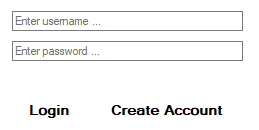 Enter username ...
Enter password ...
Login Create Account